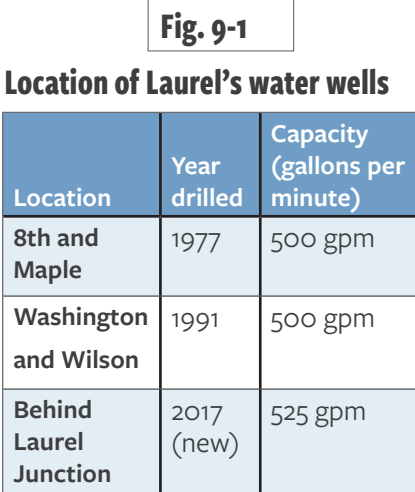 Fig. 9-1
Location of Laurel's water wells
Location
Year
drilled
Capacity
(gallons per
minute)
8th and
Maple
1977
500 gpm
Washington
and Wilson
1991
500 gpm
Behind
Laurel
Junction
2017
(new)
525 gpm